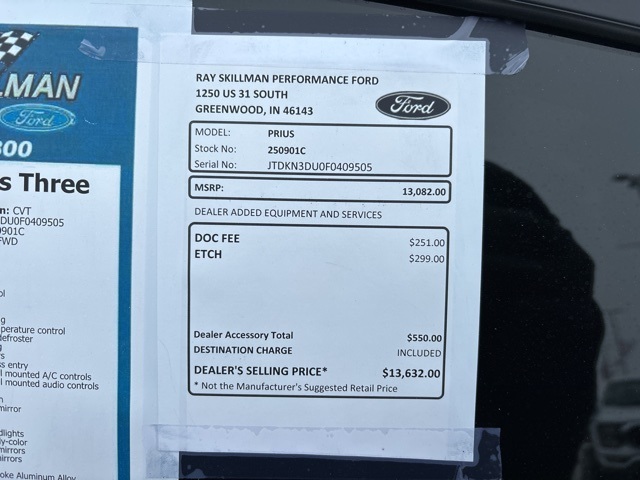 LMAN
Ford
800
s Three
n: CVT
DU0F0409505
0901C
FWD
ol
g
perature control
defroster
g
rs
s entry
l mounted A/C controls
l mounted audio controls
n
mirror
dlights
y-color
mirrors
mirrors
oke Aluminum Alloy
RAY SKILLMAN PERFORMANCE FORD
1250 US 31 SOUTH
GREENWOOD, IN 46143
Ford
MODEL: PRIUS
Stock No: 250901C
Serial No: JTDKN3DU0F0409505
MSRP: 13,082.00
DEALER ADDED EQUIPMENT AND SERVICES
DOC FEE $251.00
ETCH $299.00
Dealer Accessory Total $550.00
DESTINATION CHARGE INCLUDED
DEALER'S SELLING PRICE* $13,632.00
* Not the Manufacturer's Suggested Retail Price